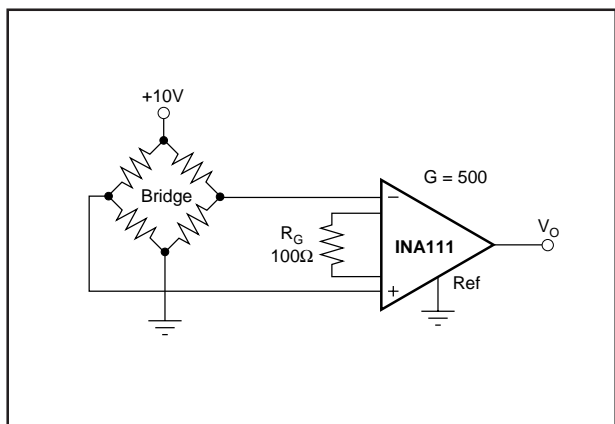 +10V
Bridge
G = 500
−
R_G
100Ω
INA111
V_O
Ref
+